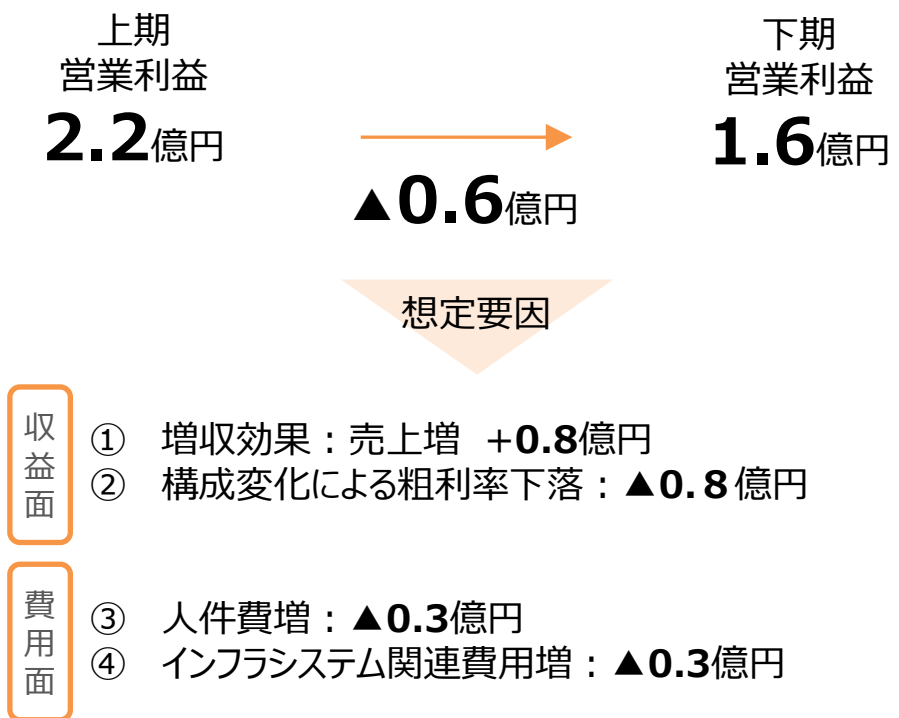 上期
営業利益
2.2億円
下期
営業利益
1.6億円
▲0.6億円
想定要因
収益面
① 増収効果：売上増 +0.8億円
② 構成変化による粗利率下落：▲0.８億円
費用面
③ 人件費増：▲0.3億円
④ インフラシステム関連費用増：▲0.3億円